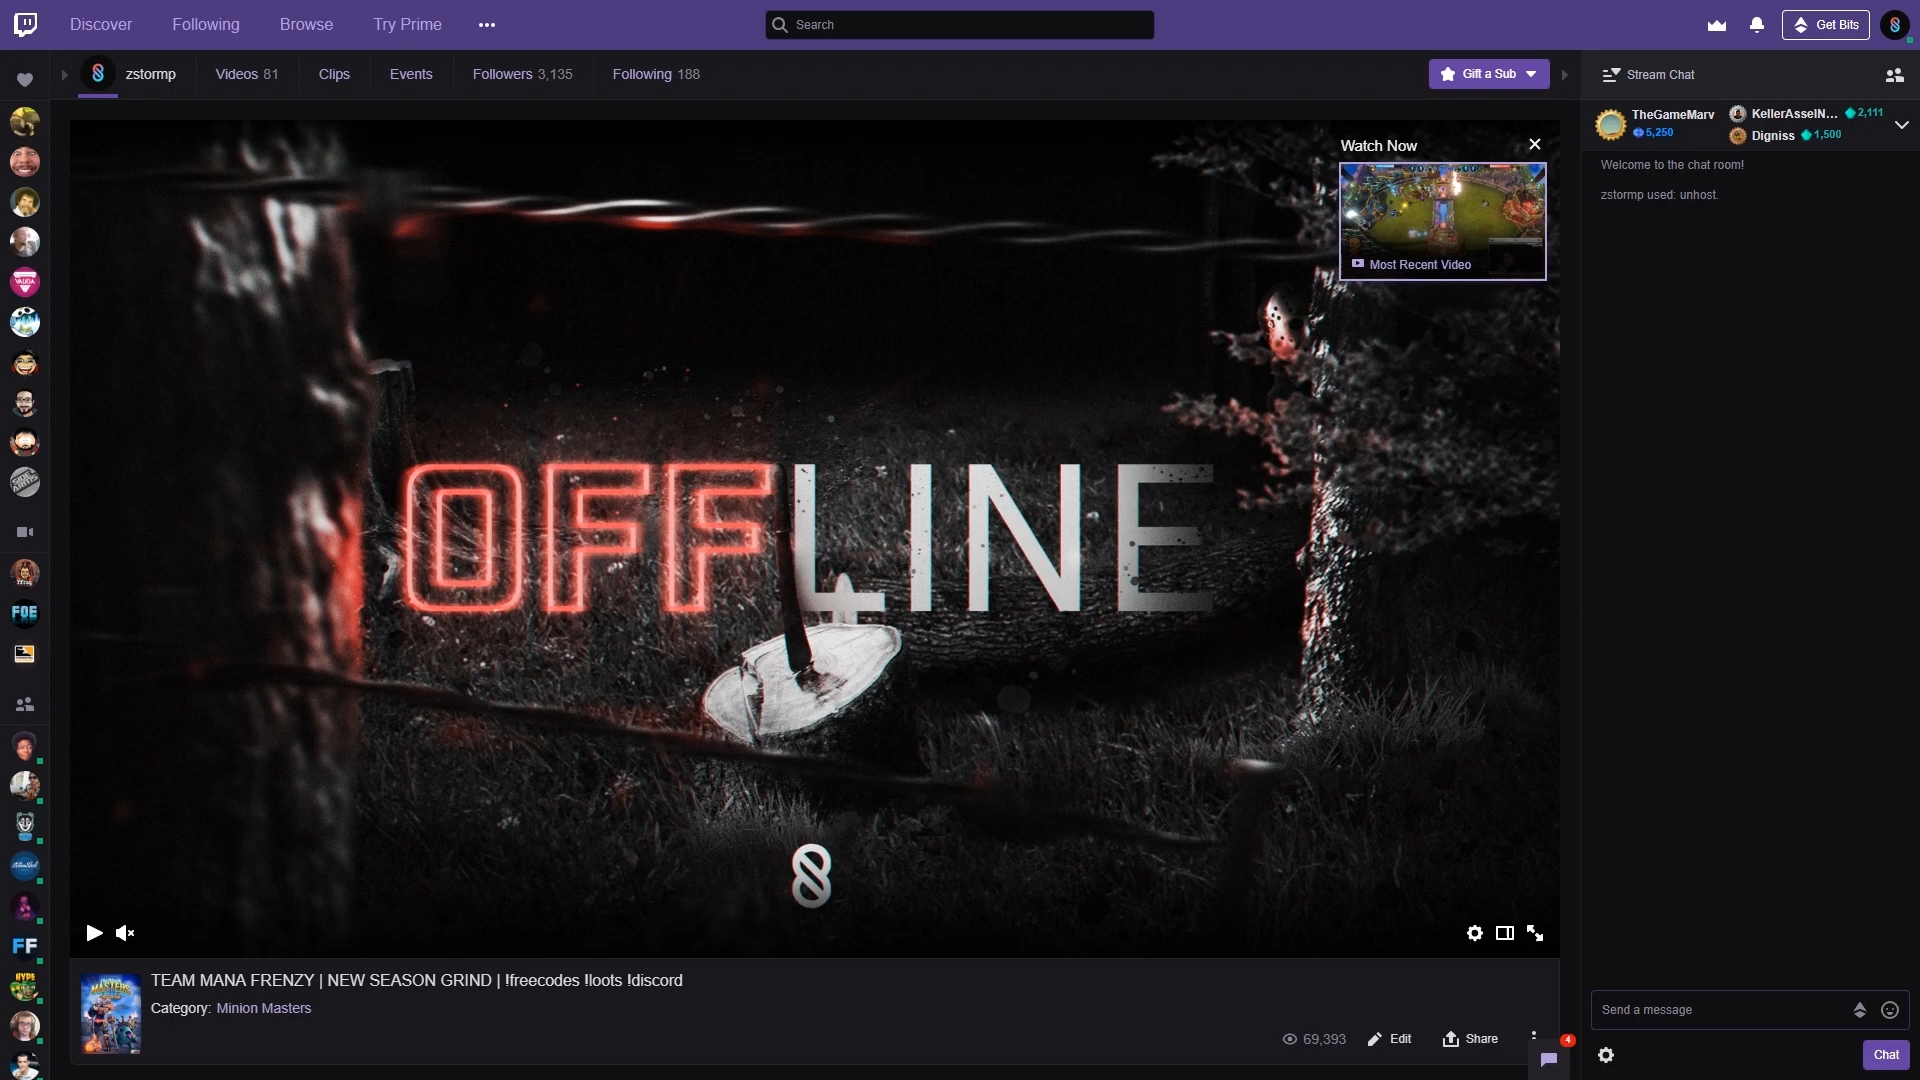 Discover Following Browse Try Prime
Search
Get Bits
zstormp
Videos 81
Clips
Events
Followers 3,135
Following 188
Gift a Sub
Stream Chat
TheGameMarv
5,250
KellerAsselN... 2,111
Digniss 1,500
Welcome to the chat room!
zstormp used: unhost.
Watch Now
Most Recent Video
OFFLINE
FOE
FF
HYPE
TEAM MANA FRENZY | NEW SEASON GRIND | !freecodes !loots !discord
Category: Minion Masters
69,393
Edit
Share
4
Send a message
Chat